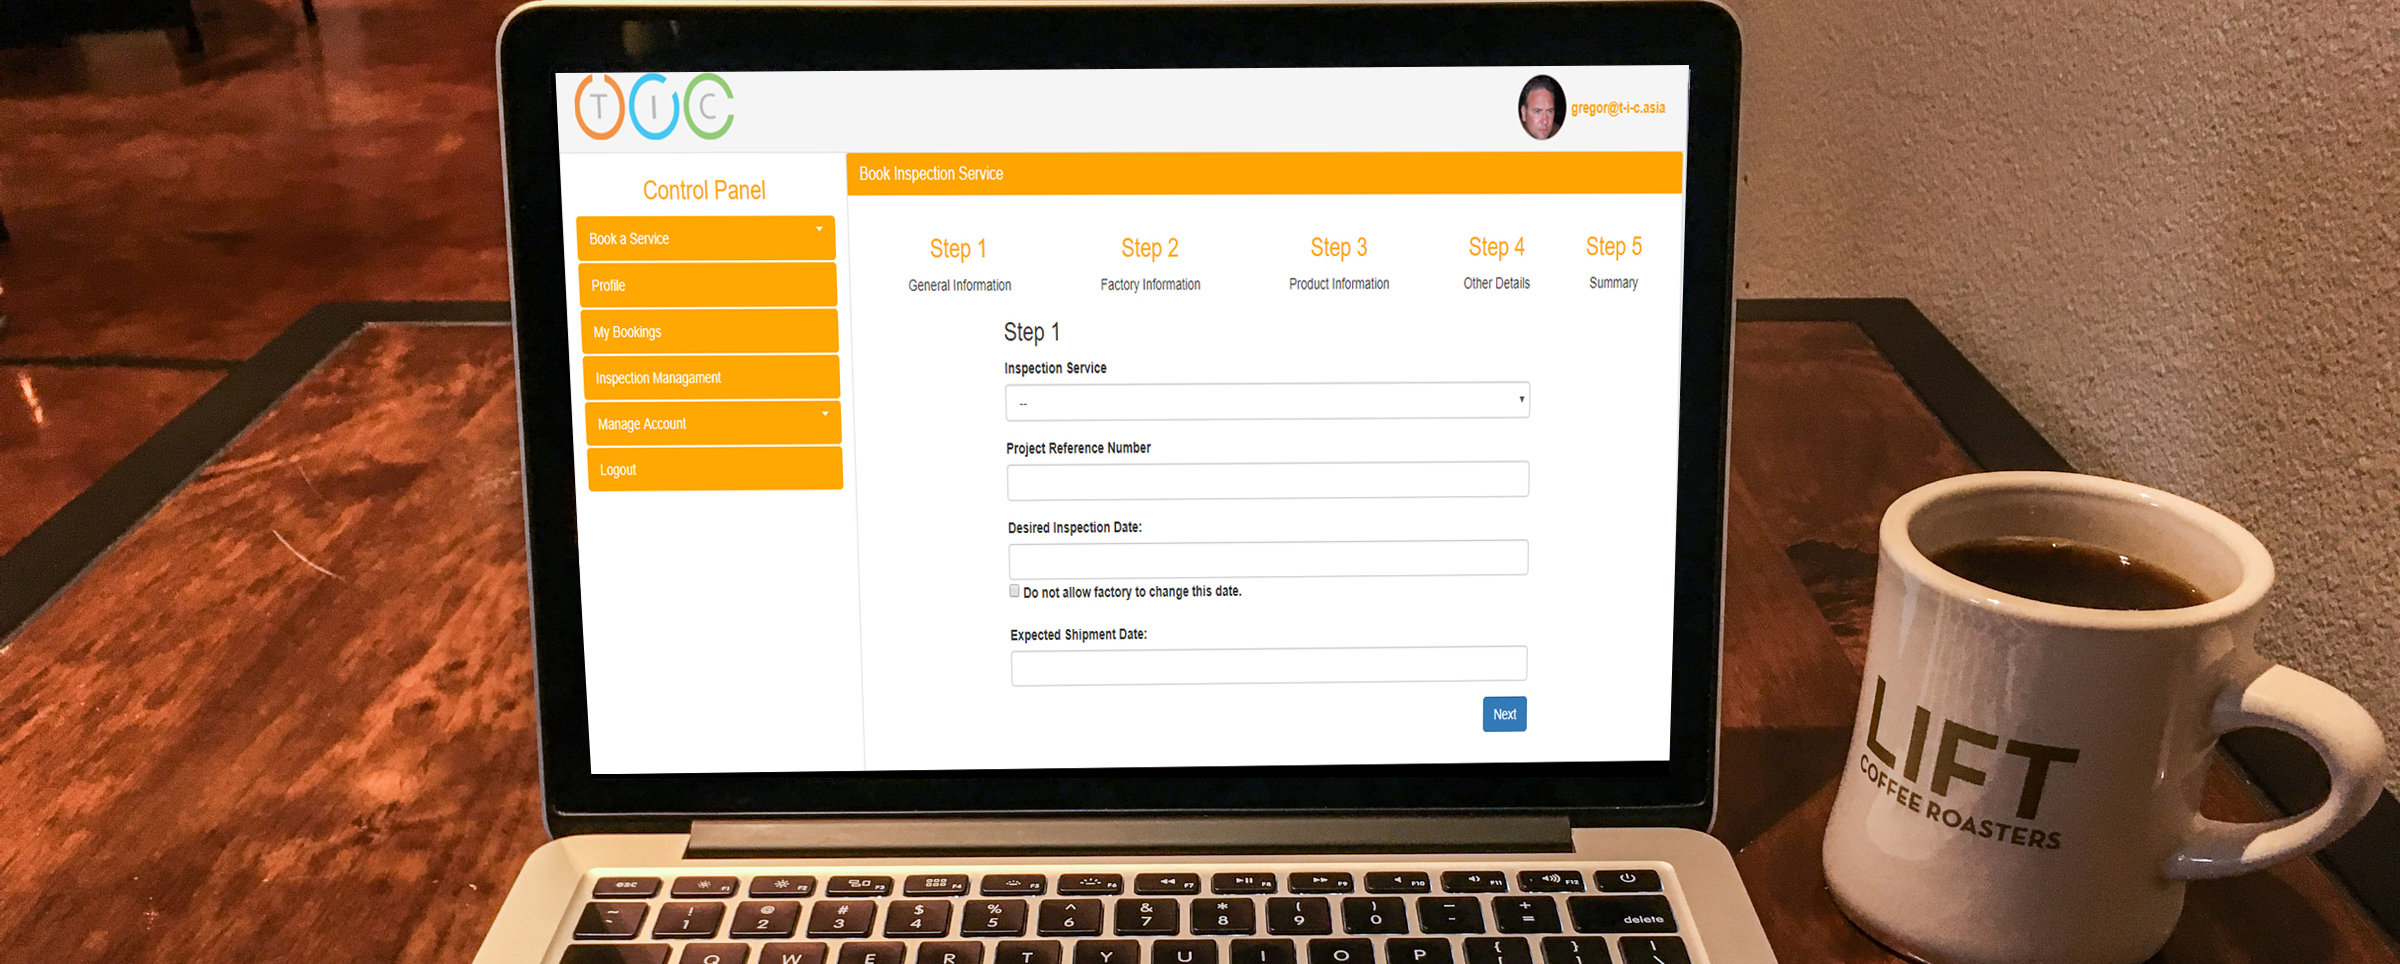 T I C
gregor@t-i-c.asia
Control Panel
Book a Service
Profile
My Bookings
Inspection Managament
Manage Account
Logout
Book Inspection Service
Step 1 Step 2 Step 3 Step 4 Step 5
General Information Factory Information Product Information Other Details Summary
Step 1
Inspection Service
--
Project Reference Number
Desired Inspection Date:
Do not allow factory to change this date.
Expected Shipment Date:
Next
LIFT
COFFEE ROASTERS
esc F1 F2 F3 F4 F5 F6 F7 F8 F9 F10 F11 F12
~ ! @ # $ % ^ & * ( ) — +
` 1 2 3 4 5 6 7 8 9 0 - = delete
Q W E R T Y U I O P { }
[ ] \